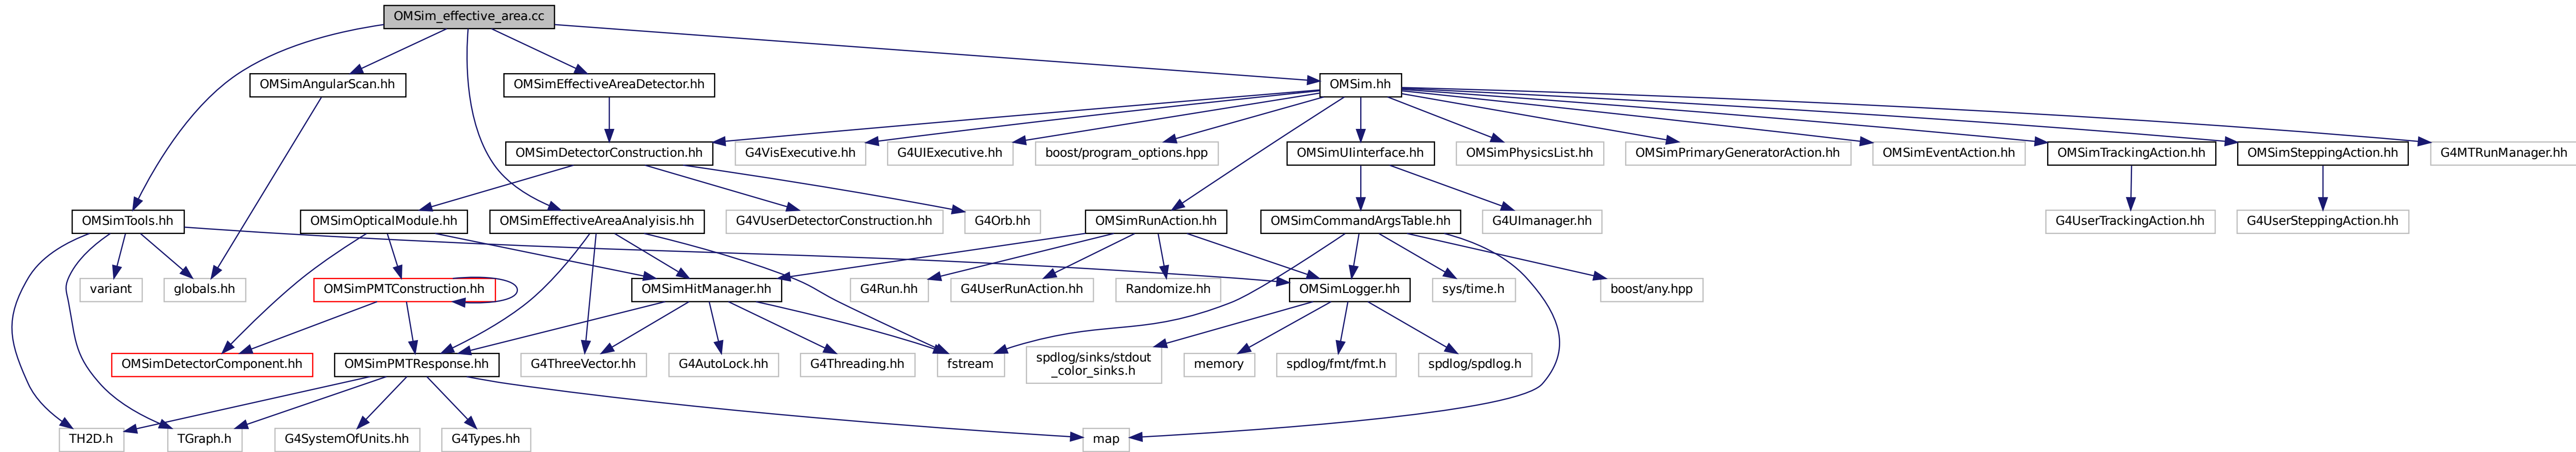 OMSim_effective_area.cc
OMSimAngularScan.hh
OMSimEffectiveAreaDetector.hh
OMSim.hh
OMSimDetectorConstruction.hh
G4VisExecutive.hh
G4UIExecutive.hh
boost/program_options.hpp
OMSimUIinterface.hh
OMSimPhysicsList.hh
OMSimPrimaryGeneratorAction.hh
OMSimEventAction.hh
OMSimTrackingAction.hh
OMSimSteppingAction.hh
G4MTRunManager.hh
OMSimTools.hh
OMSimOpticalModule.hh
OMSimEffectiveAreaAnalyisis.hh
G4VUserDetectorConstruction.hh
G4Orb.hh
OMSimRunAction.hh
OMSimCommandArgsTable.hh
G4UImanager.hh
G4UserTrackingAction.hh
G4UserSteppingAction.hh
variant
globals.hh
OMSimPMTConstruction.hh
OMSimHitManager.hh
G4Run.hh
G4UserRunAction.hh
Randomize.hh
OMSimLogger.hh
sys/time.h
boost/any.hpp
OMSimDetectorComponent.hh
OMSimPMTResponse.hh
G4ThreeVector.hh
G4AutoLock.hh
G4Threading.hh
fstream
spdlog/sinks/stdout
_color_sinks.h
memory
spdlog/fmt/fmt.h
spdlog/spdlog.h
TH2D.h
TGraph.h
G4SystemOfUnits.hh
G4Types.hh
map